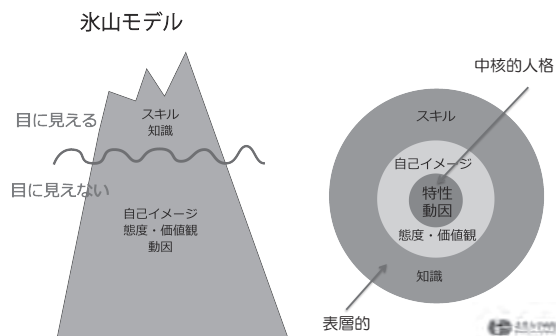 氷山モデル
中核的人格
スキル
知識
目に見える
目に見えない
自己イメージ
態度・価値観
動因
スキル
自己イメージ
特性
動因
態度・価値観
知識
表層的